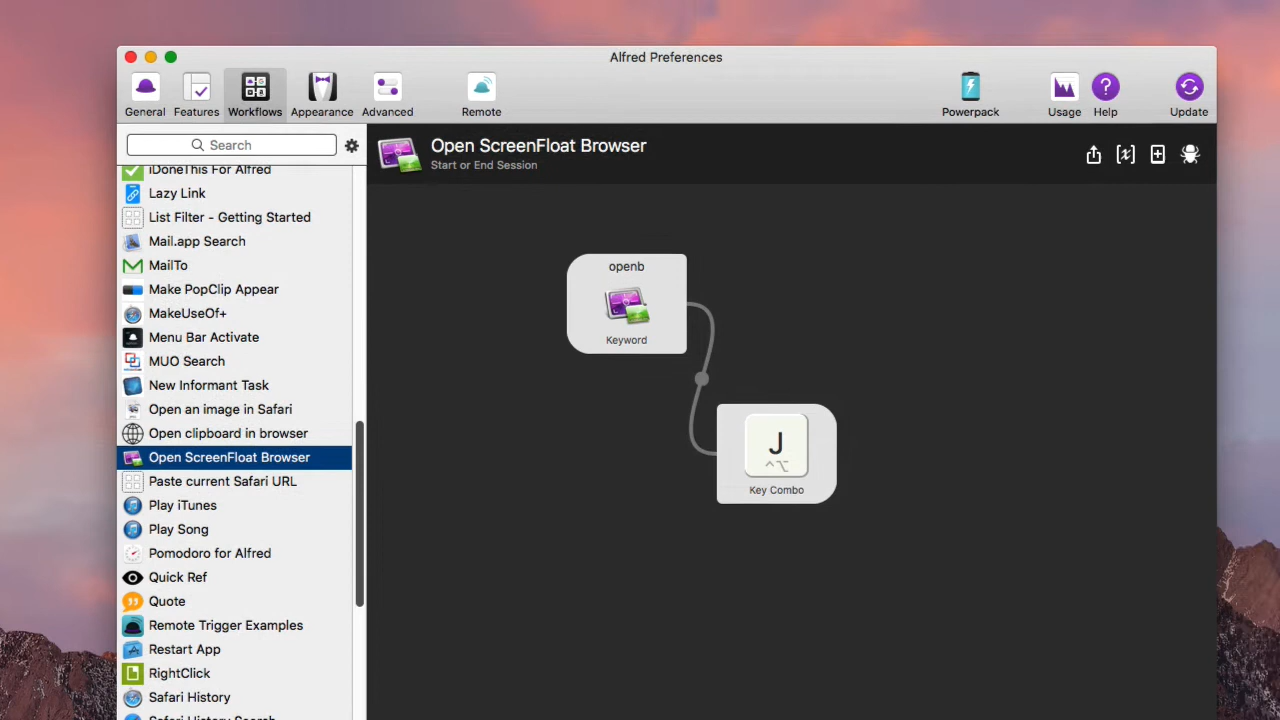 Alfred Preferences
General
Features
Workflows
Appearance
Advanced
Remote
Powerpack
Usage
Help
Update
Search
Open ScreenFloat Browser
Start or End Session
iDoneThis For Alfred
Lazy Link
List Filter - Getting Started
Mail.app Search
MailTo
Make PopClip Appear
MakeUseOf+
Menu Bar Activate
MUO Search
New Informant Task
Open an image in Safari
Open clipboard in browser
Open ScreenFloat Browser
Paste current Safari URL
Play iTunes
Play Song
Pomodoro for Alfred
Quick Ref
Quote
Remote Trigger Examples
Restart App
RightClick
Safari History
Safari History Search
openb
Keyword
J
^⌥
Key Combo